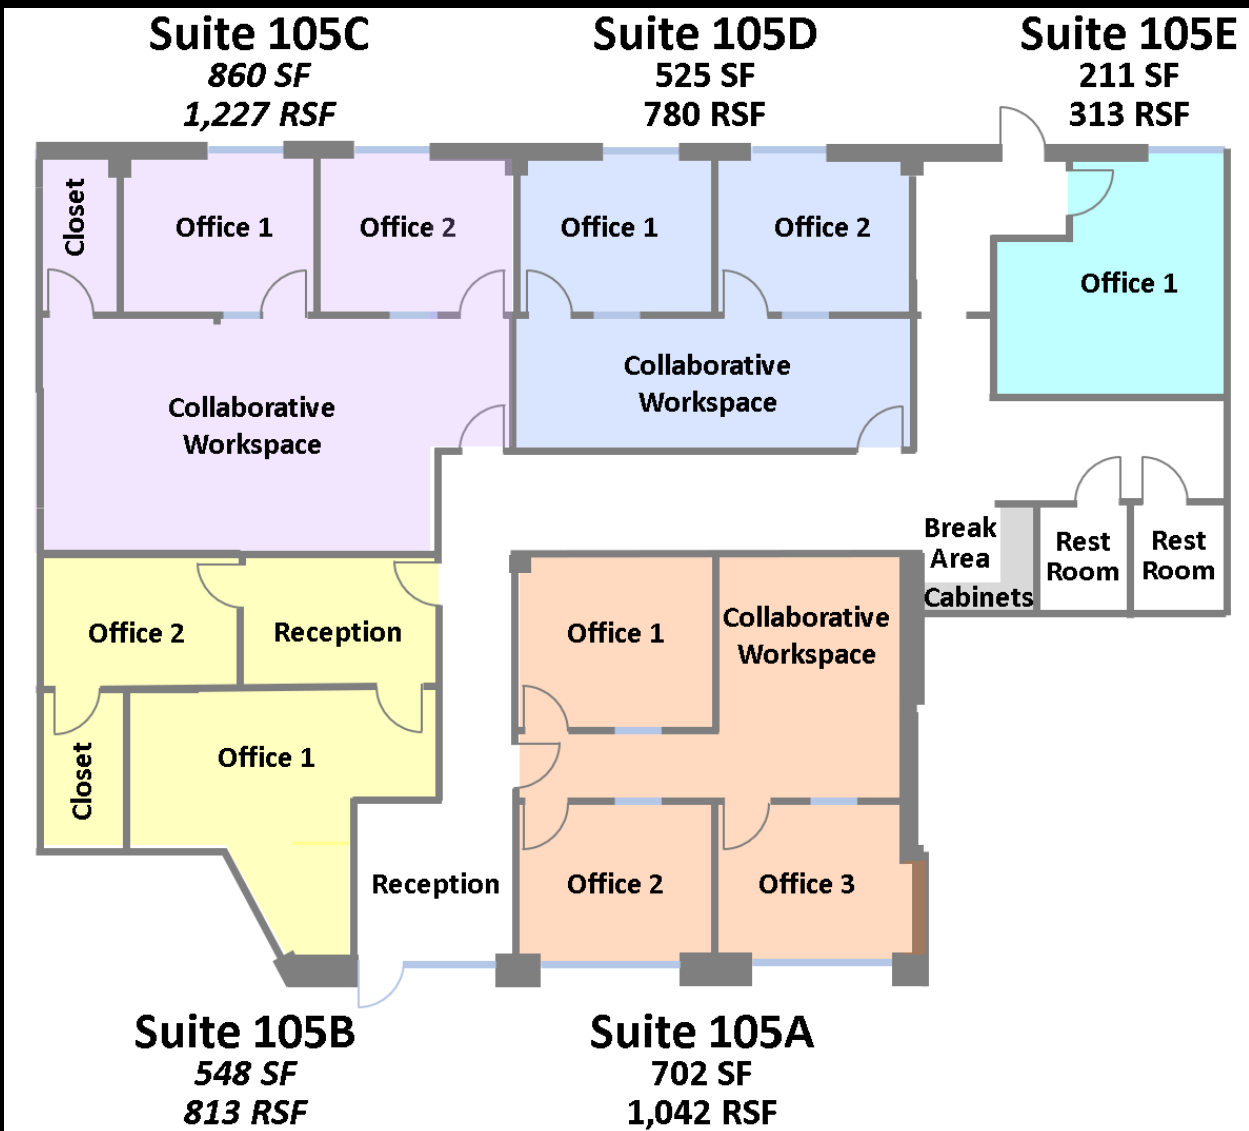 Suite 105C
860 SF
1,227 RSF
Suite 105D
525 SF
780 RSF
Suite 105E
211 SF
313 RSF
Closet
Office 1
Office 2
Office 1
Office 2
Office 1
Collaborative
Workspace
Collaborative
Workspace
Break
Area
Cabinets
Rest
Room
Rest
Room
Office 2
Reception
Office 1
Collaborative
Workspace
Closet
Office 1
Reception
Office 2
Office 3
Suite 105B
548 SF
813 RSF
Suite 105A
702 SF
1,042 RSF